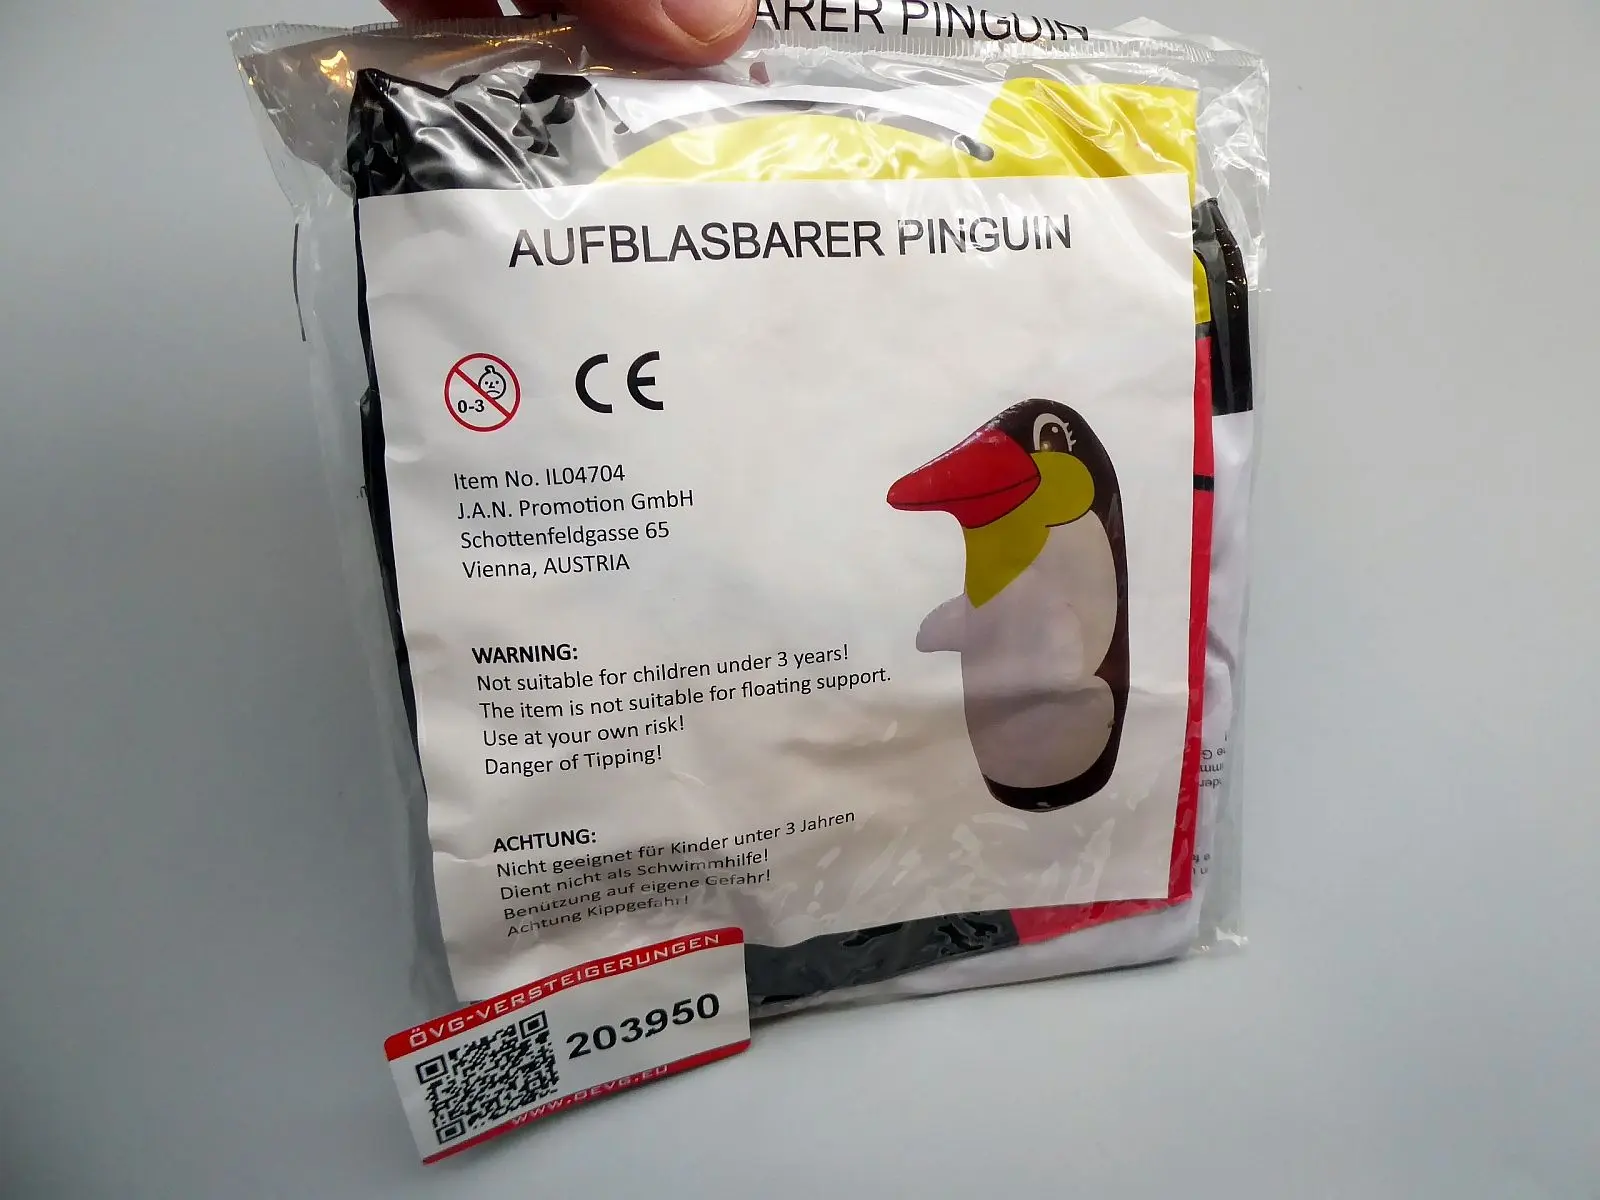 ARER PINGUIN
AUFBLASBARER PINGUIN
0-3
CE
Item No. IL04704
J.A.N. Promotion GmbH
Schottenfeldgasse 65
Vienna, AUSTRIA
WARNING:
Not suitable for children under 3 years!
The item is not suitable for floating support.
Use at your own risk!
Danger of Tipping!
ACHTUNG:
Nicht geeignet für Kinder unter 3 Jahren
Dient nicht als Schwimmhilfe!
Benützung auf eigene Gefahr!
Achtung Kippgefahr!
ÖVG-VERSTEIGERUNGEN
203950
WWW.OEVG.EU